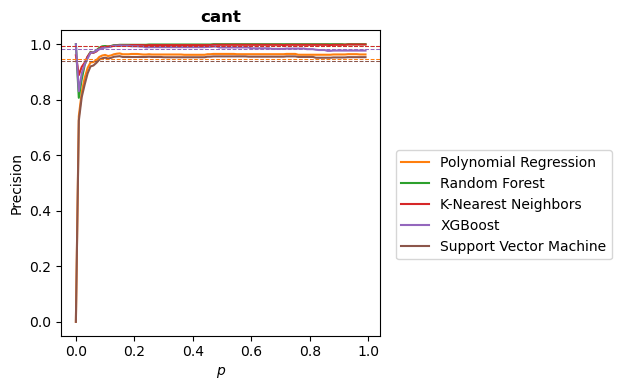 cant
Precision
1.0
0.8
0.6
0.4
0.2
0.0
0.0 0.2 0.4 0.6 0.8 1.0
p
Polynomial Regression
Random Forest
K-Nearest Neighbors
XGBoost
Support Vector Machine